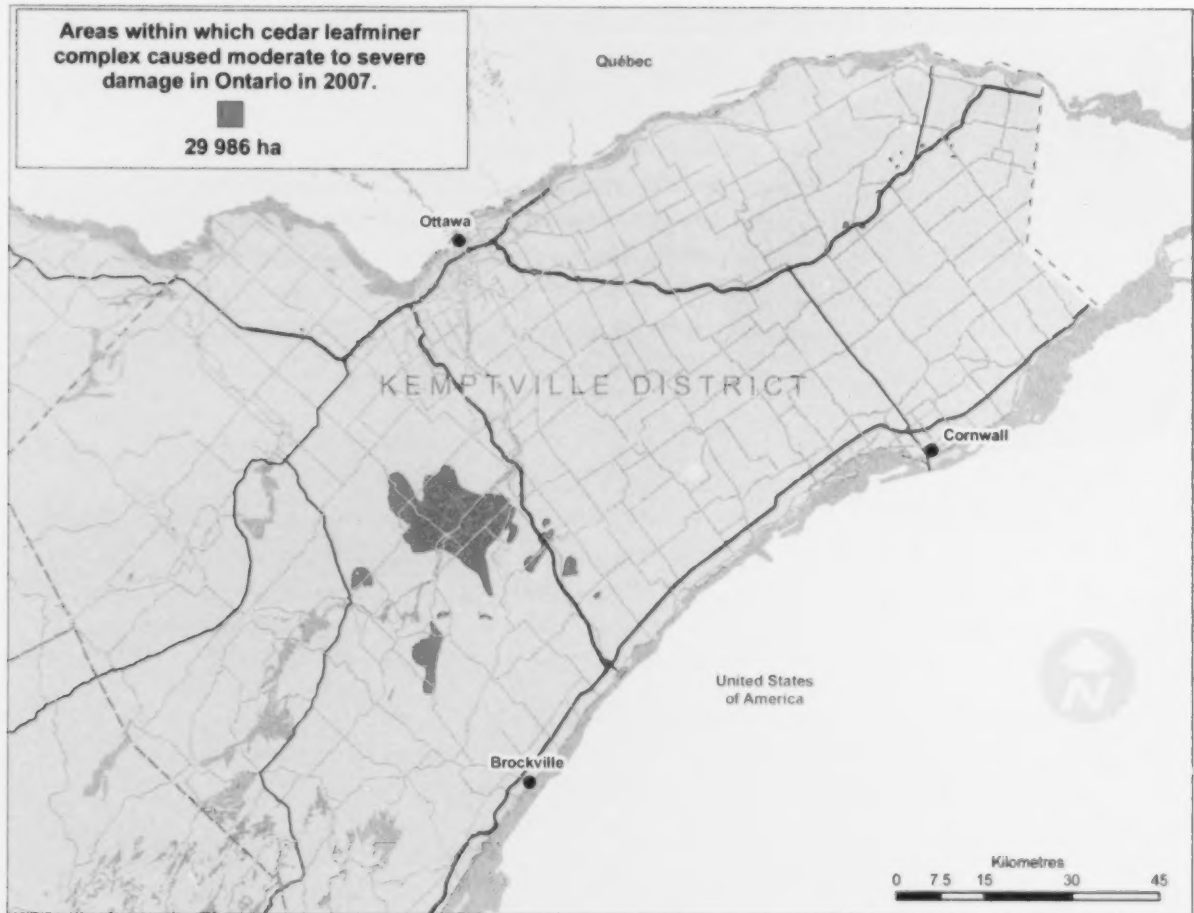 Areas within which cedar leafminer
complex caused moderate to severe
damage in Ontario in 2007.
29 986 ha
Québec
Ottawa
KEMPTVILLE DISTRICT
Cornwall
United States
of America
N
Brockville
Kilometres
0 7.5 15 30 45